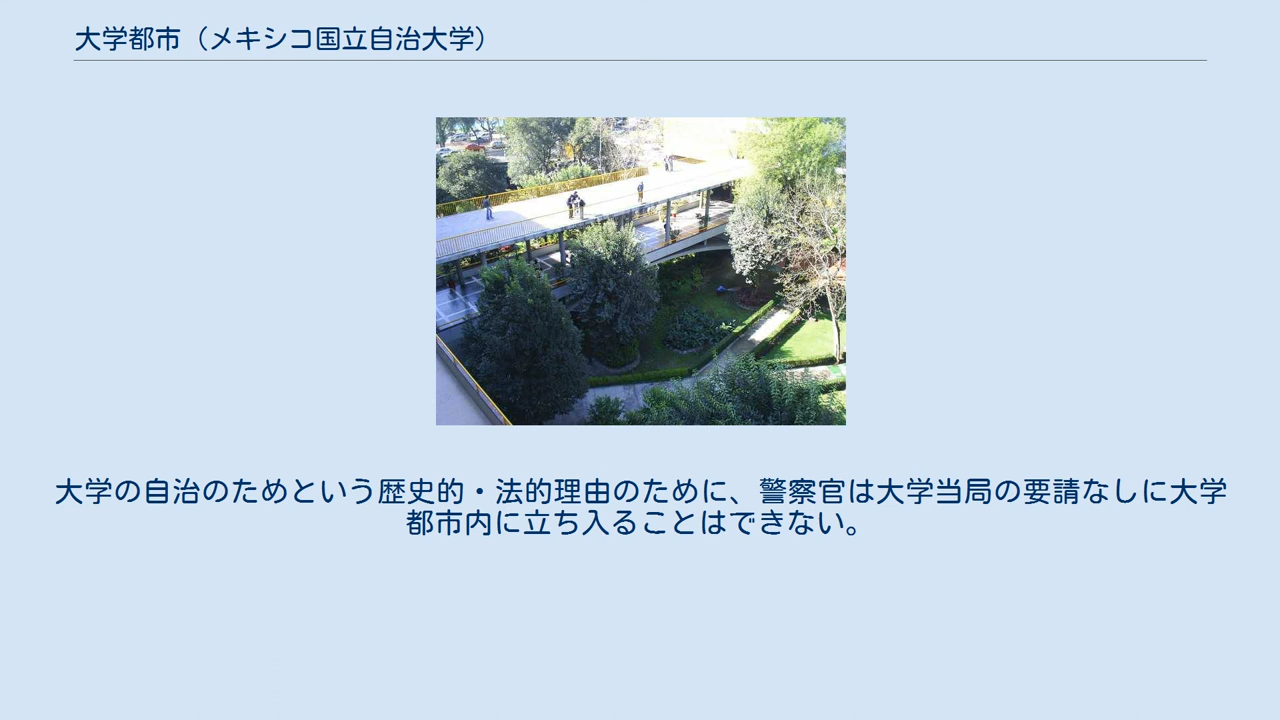 大学都市（メキシコ国立自治大学）
大学の自治のためという歴史的・法的理由のために、警察官は大学当局の要請なしに大学
都市内に立ち入ることはできない。